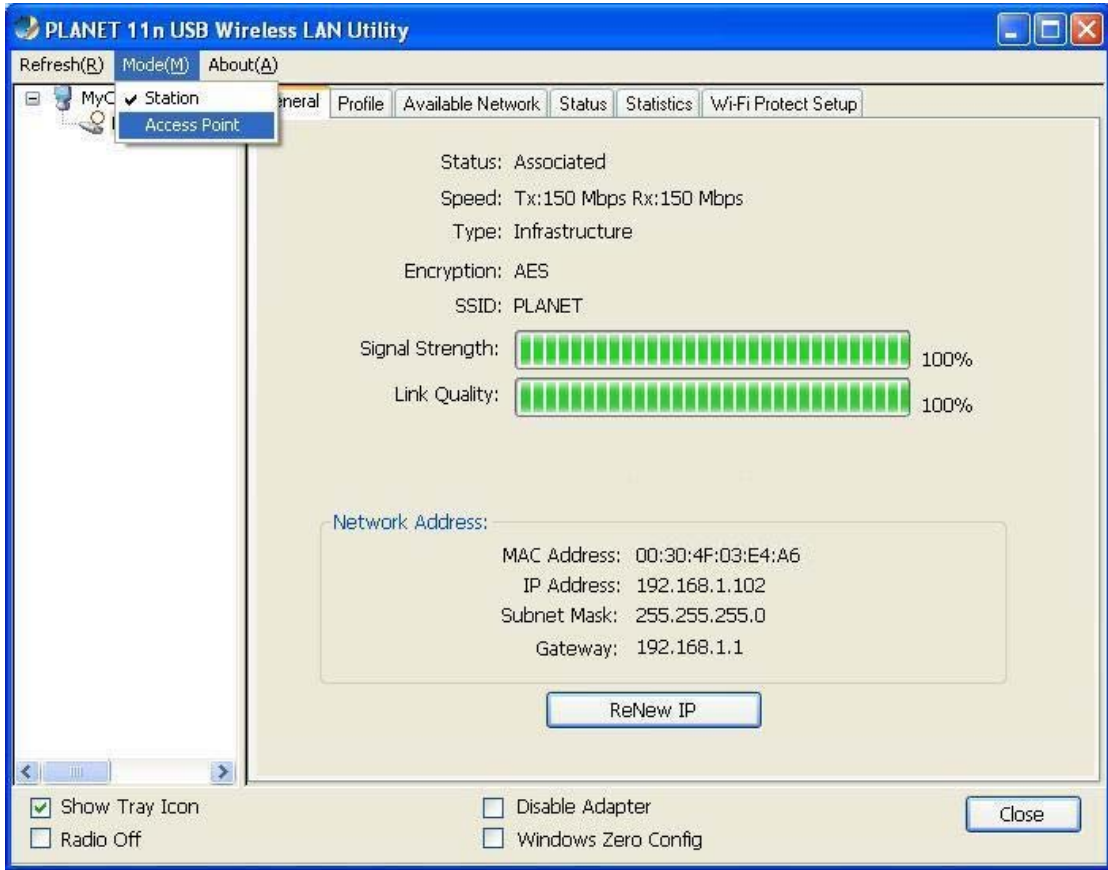 PLANET 11n USB Wireless LAN Utility
Refresh(R) Mode(M) About(A)
MyC
Station
Access Point
eneral Profile Available Network Status Statistics Wi-Fi Protect Setup
Status: Associated
Speed: Tx:150 Mbps Rx:150 Mbps
Type: Infrastructure
Encryption: AES
SSID: PLANET
Signal Strength: 100%
Link Quality: 100%
Network Address:
MAC Address: 00:30:4F:03:E4:A6
IP Address: 192.168.1.102
Subnet Mask: 255.255.255.0
Gateway: 192.168.1.1
ReNew IP
Show Tray Icon Disable Adapter Close
Radio Off Windows Zero Config